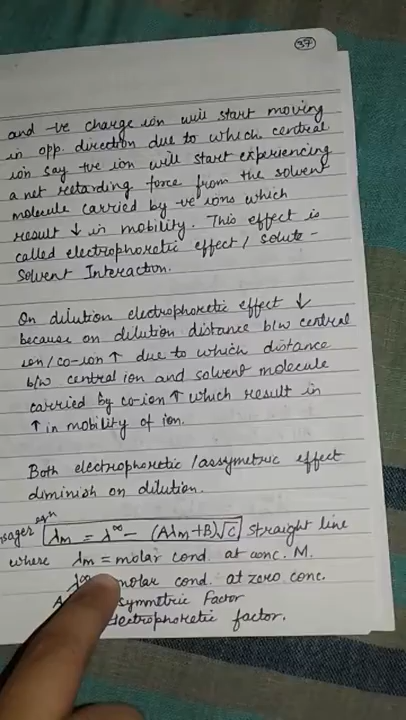 37
and -ve charge ion will start moving
in opp. direction due to which central
ion say +ve ion will start experiencing
a net retarding force from the solvent
molecule carried by -ve ions which
result ↓ in mobility. This effect is
called electrophoretic effect / solute -
Solvent Interaction.
On dilution electrophoretic effect ↓
because on dilution distance b/w central
ion/co-ion ↑ due to which distance
b/w central ion and solvent molecule
carried by co-ion ↑ which result in
↑ in mobility of ion.
Both electrophoretic /assymetric effect
diminish on dilution.
nsager eqn λm = λ∞ - (Aλm+B)√c straight line
where λm = molar cond. at conc. M.
λ∞ molar cond. at zero conc.
A symmetric Factor
lectrophoretic factor.